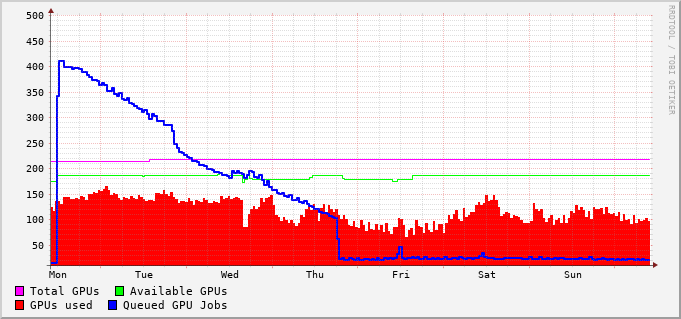 500
450
400
350
300
250
200
150
100
50
Mon Tue Wed Thu Fri Sat Sun
RRDTOOL / TOBI OETIKER
Total GPUs Available GPUs
GPUs used Queued GPU Jobs